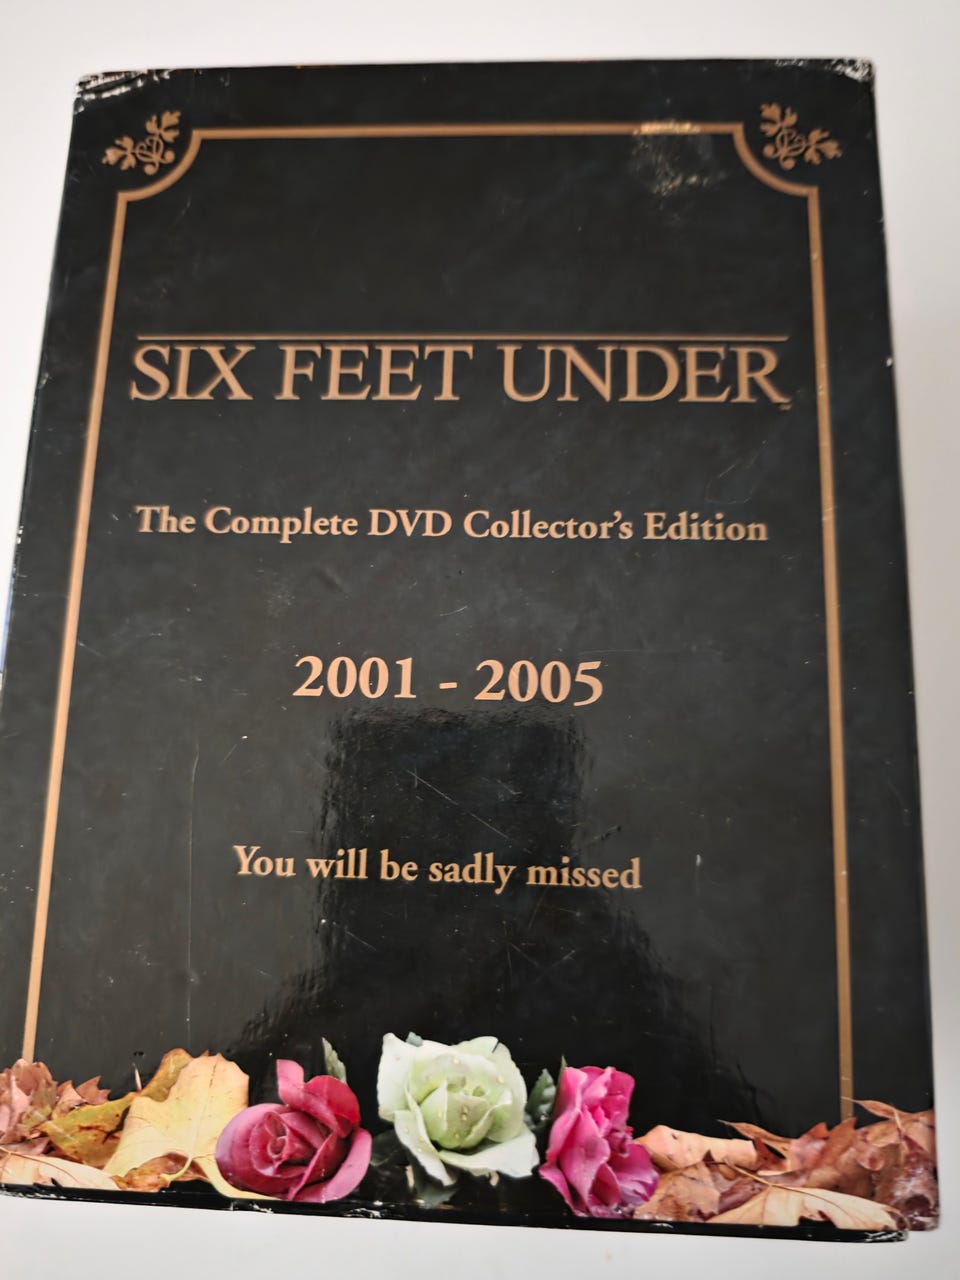 SIX FEET UNDER
The Complete DVD Collector's Edition
2001 - 2005
You will be sadly missed